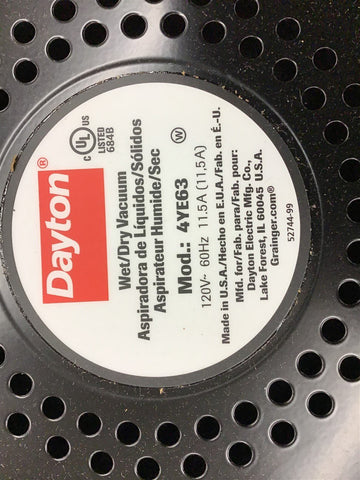 Dayton®
C UL US
LISTED
684B
Wet/Dry Vacuum
Aspiradora de Líquidos/Sólidos
Aspirateur Humide/Sec
W
Mod.: 4YE63
120V~ 60Hz 11.5A (11.5A)
Made in U.S.A./Hecho en E.U.A./Fab. en É.-U.
Mfd. for/Fab. para/Fab. pour:
Dayton Electric Mfg. Co.,
Lake Forest, IL 60045 U.S.A.
Grainger.com®
52744-99